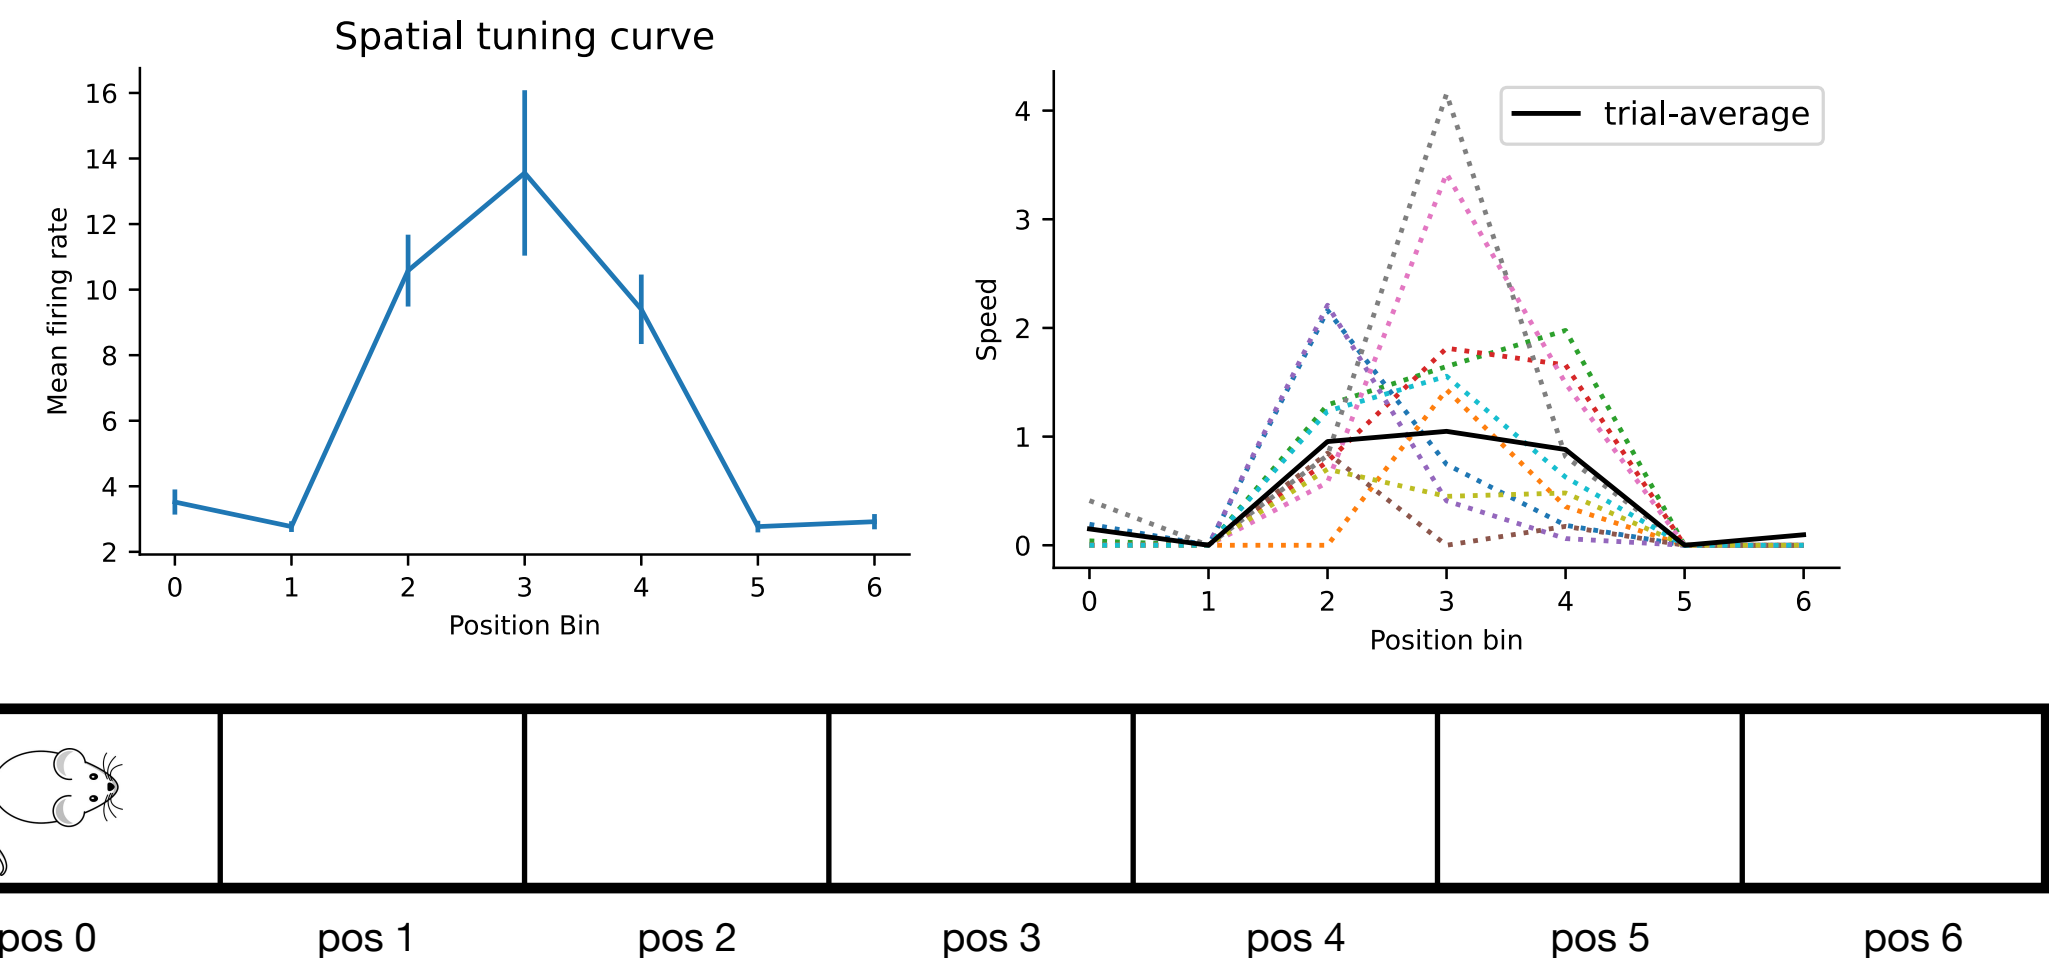 Spatial tuning curve
16
14
12
10
8
6
4
2
Mean firing rate
0 1 2 3 4 5 6
Position Bin
trial-average
4
3
2
1
0
Speed
0 1 2 3 4 5 6
Position bin
pos 0 pos 1 pos 2 pos 3 pos 4 pos 5 pos 6